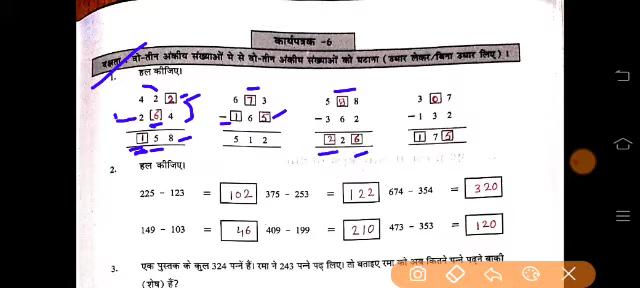 कार्यपत्रक -6
दक्षता : दो-तीन अंकीय संख्याओं में से दो-तीन अंकीय संख्याओं को घटाना (उधार लेकर/बिना उधार लिए)।
1. हल कीजिए।
4 2 2 6 7 3 5 8 8 3 0 7
2 6 4 - 1 6 5 - 3 6 2 - 1 3 2
1 5 8 5 1 2 2 2 6 1 7 5
2. हल कीजिए।
225 - 123 = 102 375 - 253 = 122 674 - 354 = 320
149 - 103 = 46 409 - 199 = 210 473 - 353 = 120
3. एक पुस्तक के कुल 324 पन्ने हैं। रमा ने 243 पन्ने पढ़ लिए। तो बताइए रमा को अब कितने पन्ने पढ़ने बाकी
(शेष) हैं?